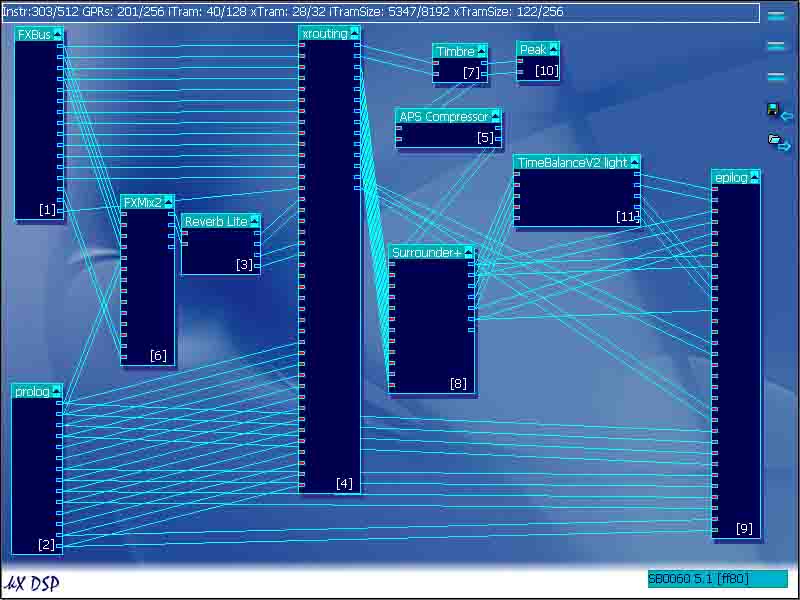 Instr:303/512 GPRs: 201/256 iTram: 40/128 xTram: 28/32 iTramSize: 5347/8192 xTramSize: 122/256
FXBus
[1]
xrouting
[4]
Timbre
[7]
Peak
[10]
APS Compressor
[5]
TimeBalanceV2 light
[11]
epilog
[9]
FXMix2
[6]
Reverb Lite
[3]
Surrounder+
[8]
prolog
[2]
µX DSP
SB0060 5.1 [ff80]